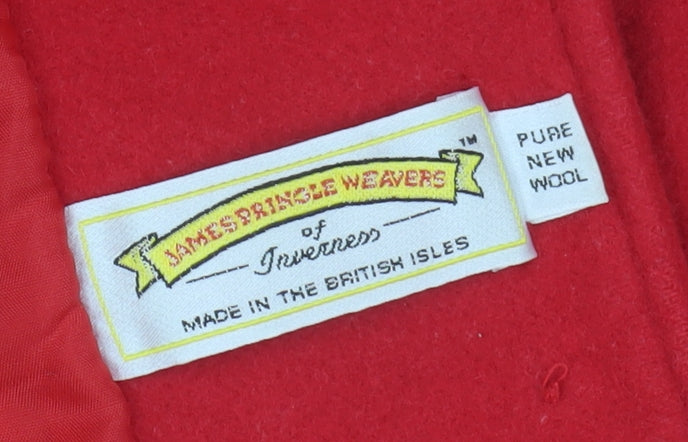 JAMES PRINGLE WEAVERS ™
of
Inverness
MADE IN THE BRITISH ISLES
PURE
NEW
WOOL